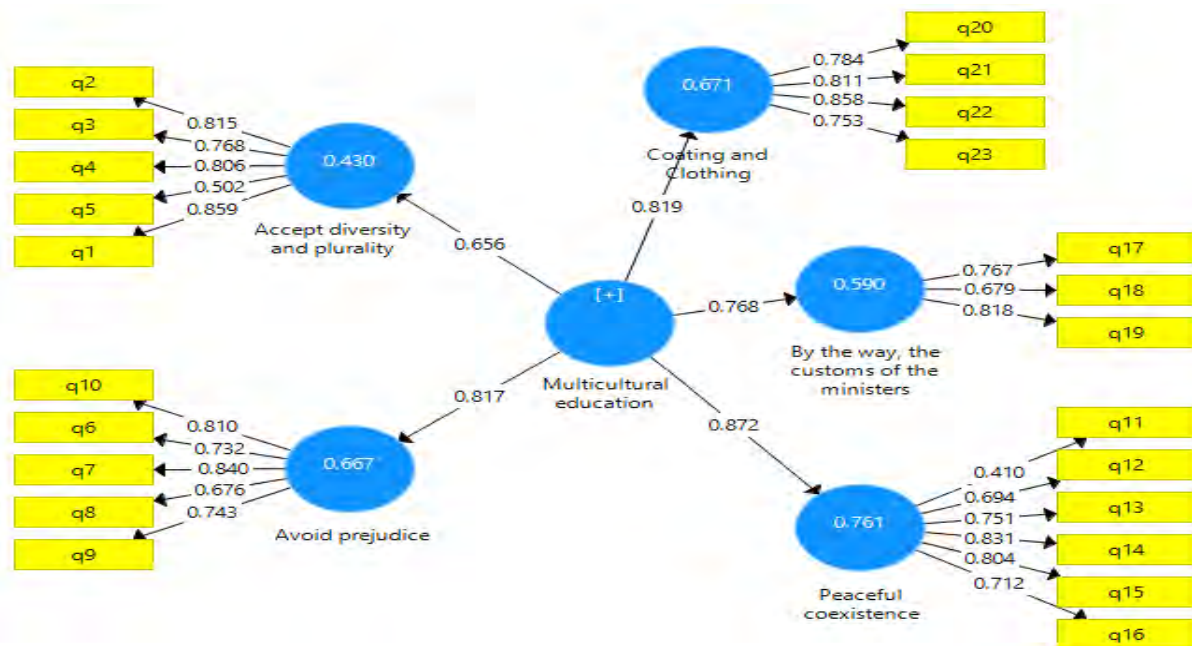 q2
q3
q4
q5
q1
0.815
0.768
0.806
0.502
0.859
0.430
Accept diversity
and plurality
0.656
q20
q21
q22
q23
0.784
0.811
0.858
0.753
0.671
Coating and
Clothing
0.819
[+]
Multicultural
education
0.768
0.590
By the way, the
customs of the
ministers
0.767
0.679
0.818
q17
q18
q19
q10
q6
q7
q8
q9
0.810
0.732
0.840
0.676
0.743
0.667
Avoid prejudice
0.817
0.872
0.761
Peaceful
coexistence
0.410
0.694
0.751
0.831
0.804
0.712
q11
q12
q13
q14
q15
q16